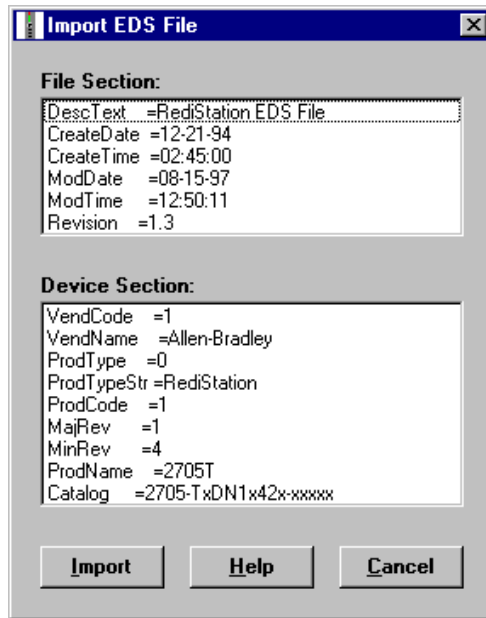 Import EDS File
File Section:
DescText =RediStation EDS File
CreateDate =12-21-94
CreateTime =02:45:00
ModDate =08-15-97
ModTime =12:50:11
Revision =1.3
Device Section:
VendCode =1
VendName =Allen-Bradley
ProdType =0
ProdTypeStr =RediStation
ProdCode =1
MajRev =1
MinRev =4
ProdName =2705T
Catalog =2705-TxDN1x42x-xxxxx
Import Help Cancel